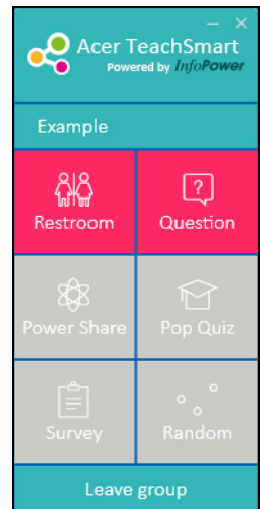 Acer TeachSmart
Powered by InfoPower
Example
Restroom
Question
?
Power Share
Pop Quiz
Survey
Random
Leave group